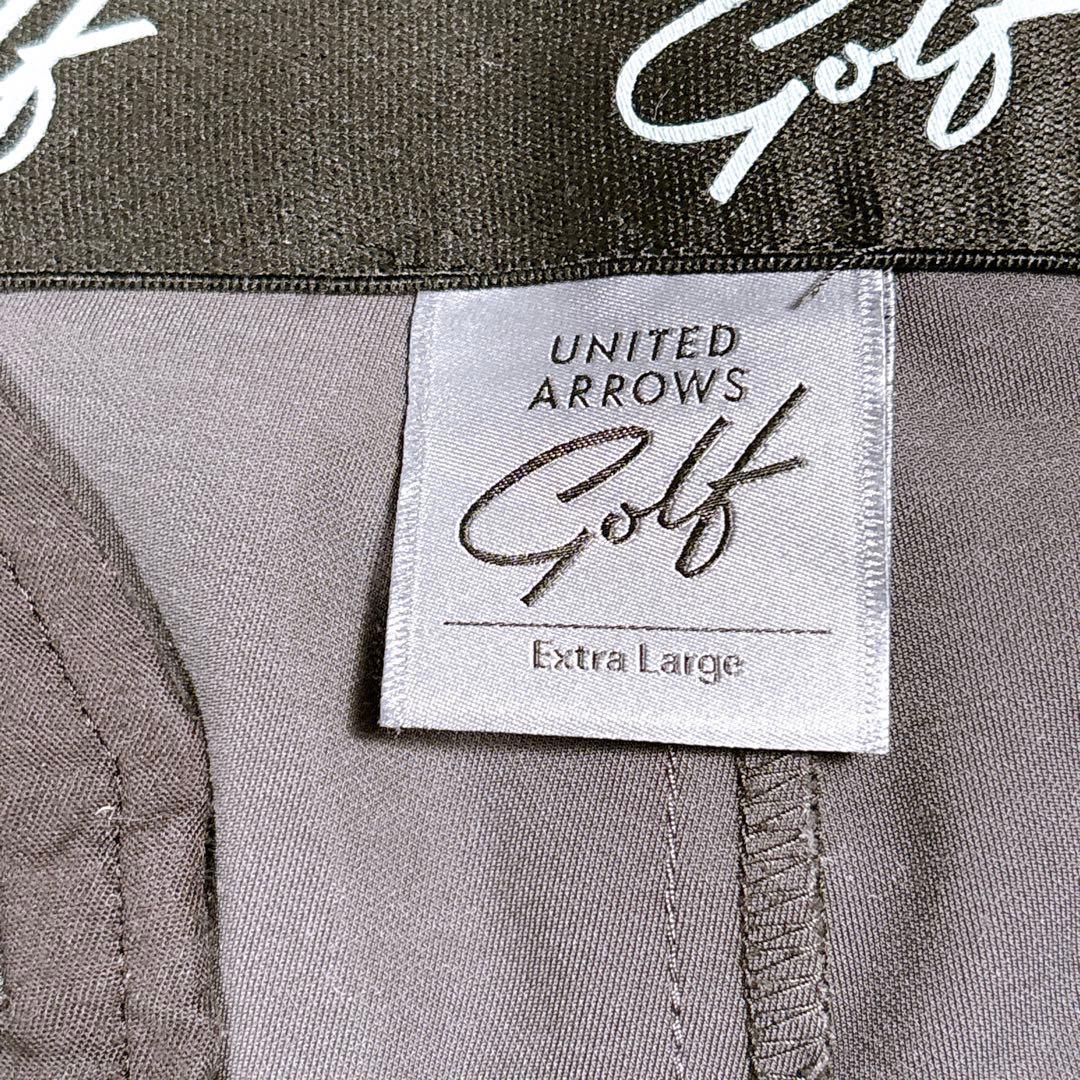 Golf
UNITED
ARROWS
Golf
Extra Large